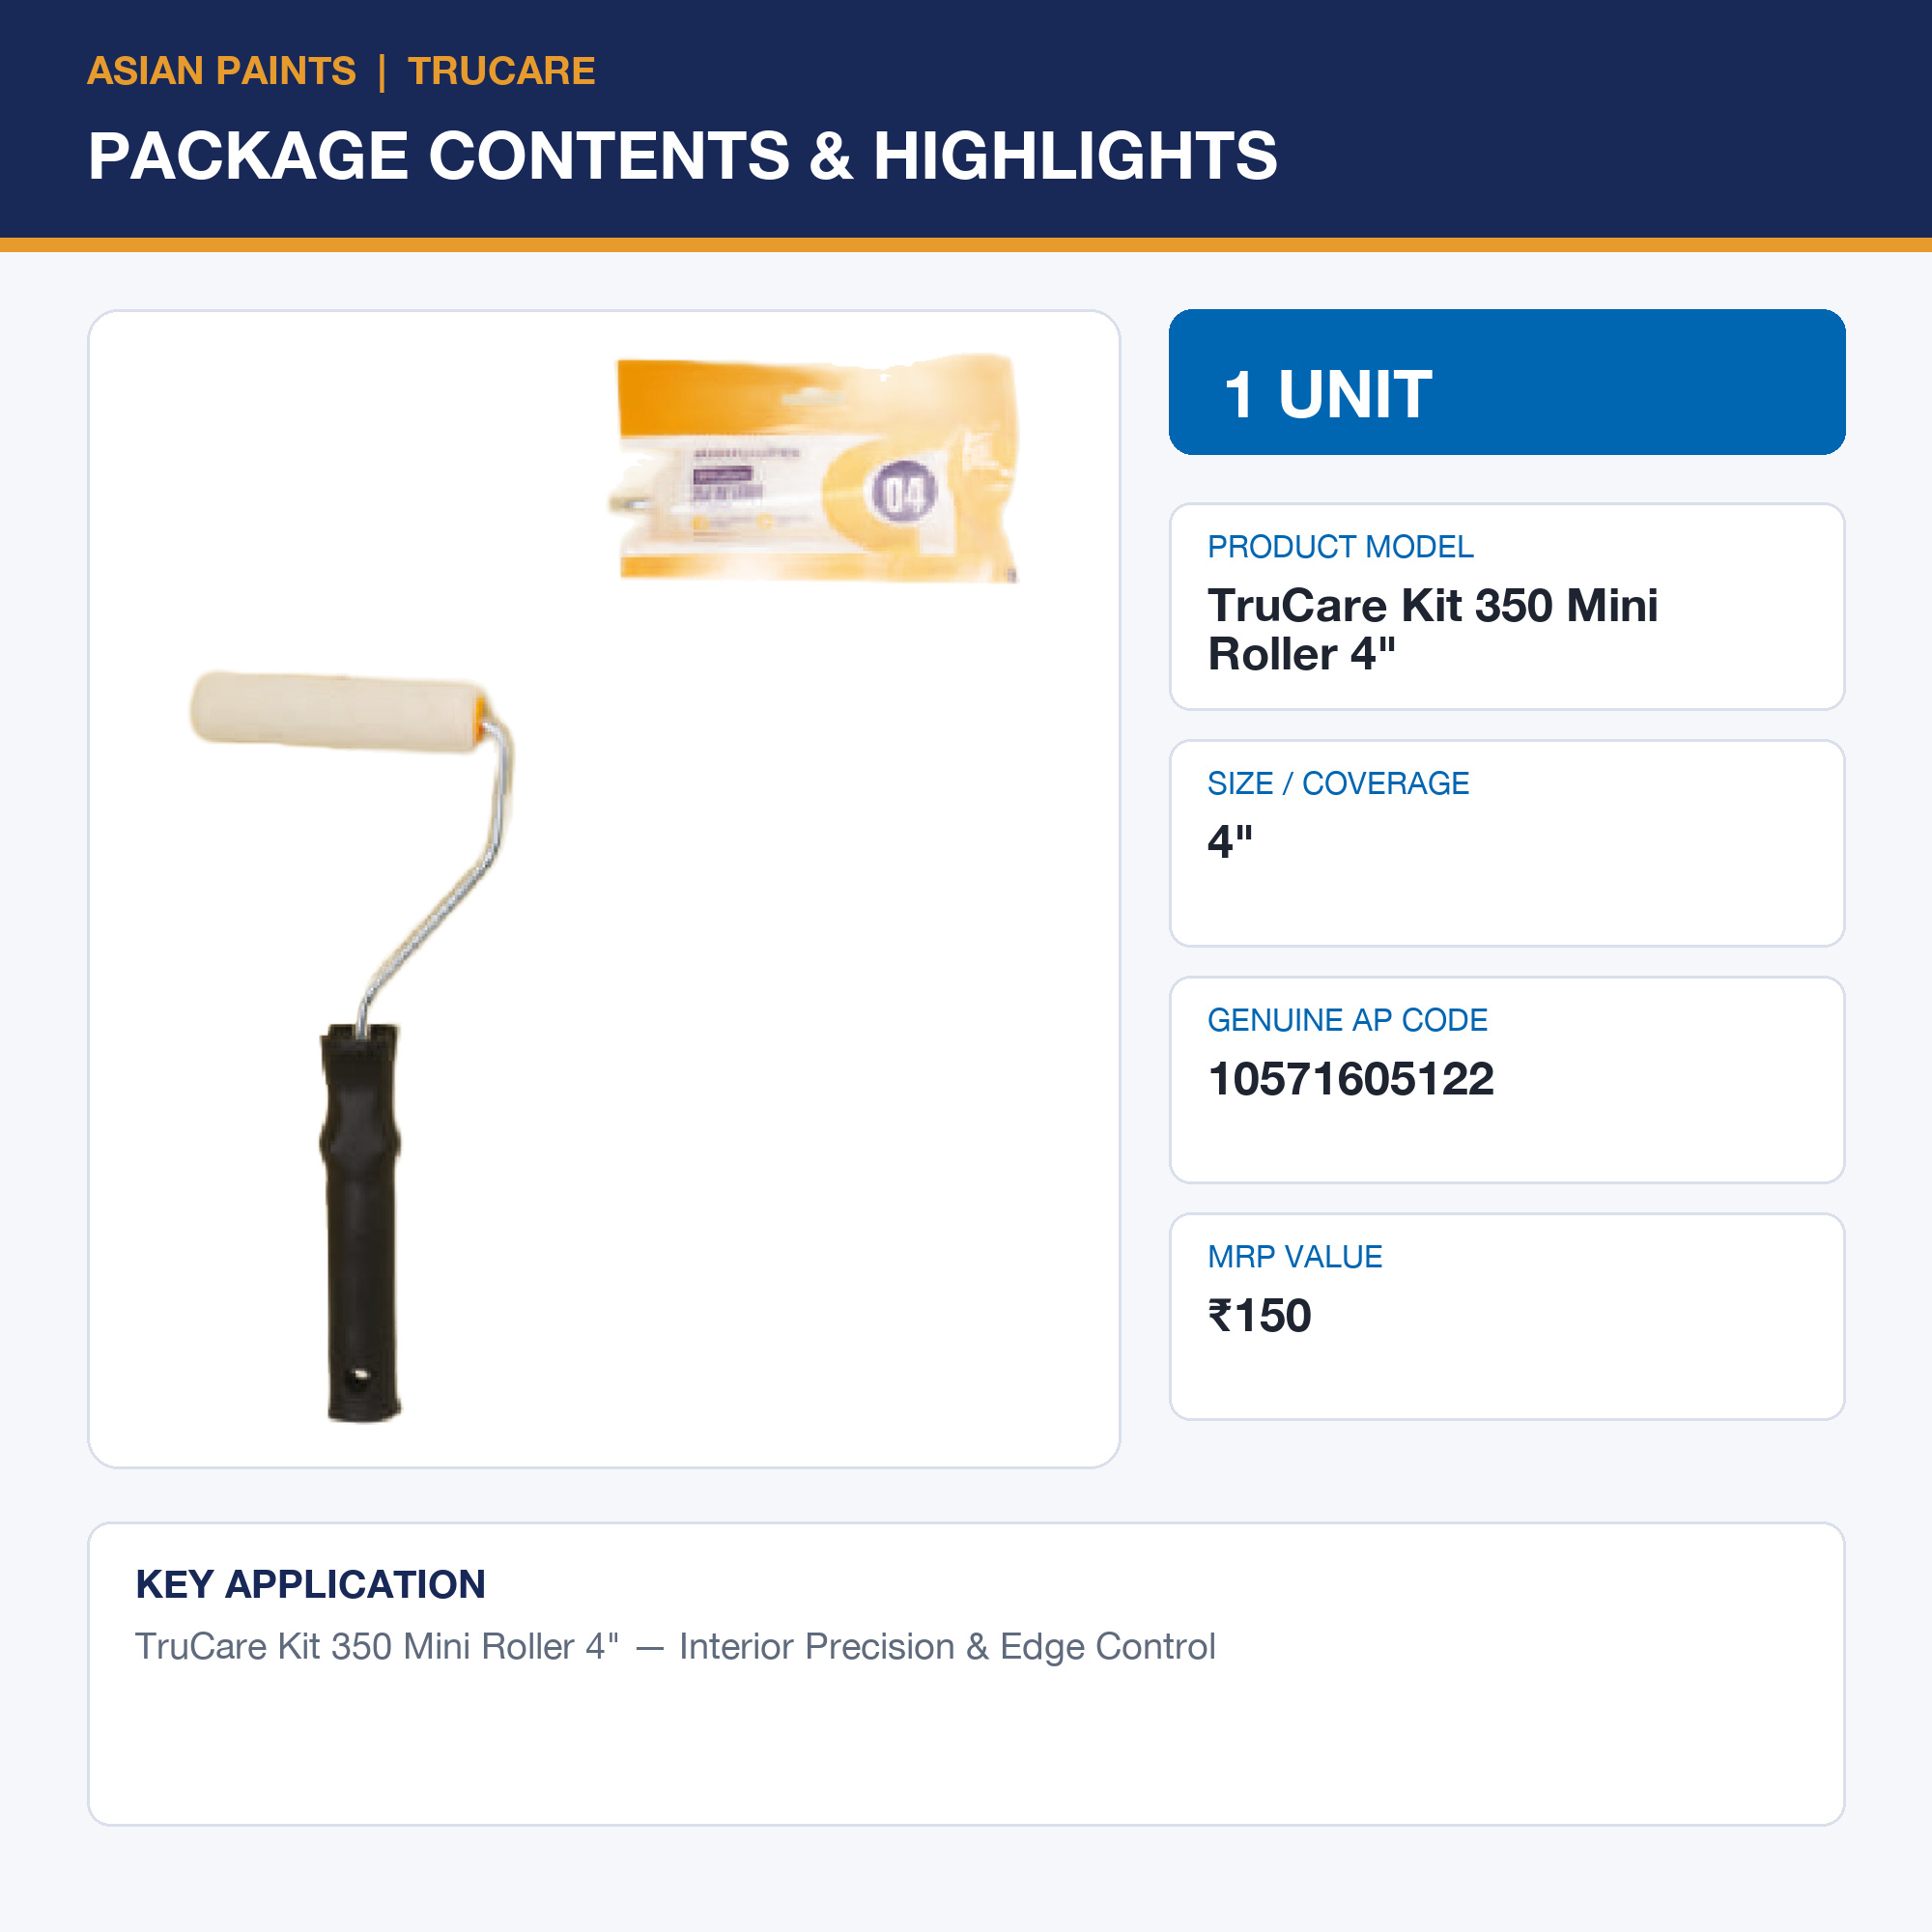 ASIAN PAINTS | TRUCARE
PACKAGE CONTENTS & HIGHLIGHTS
04
1 UNIT
PRODUCT MODEL
TruCare Kit 350 Mini
Roller 4"
SIZE / COVERAGE
4"
GENUINE AP CODE
10571605122
MRP VALUE
₹150
KEY APPLICATION
TruCare Kit 350 Mini Roller 4" — Interior Precision & Edge Control